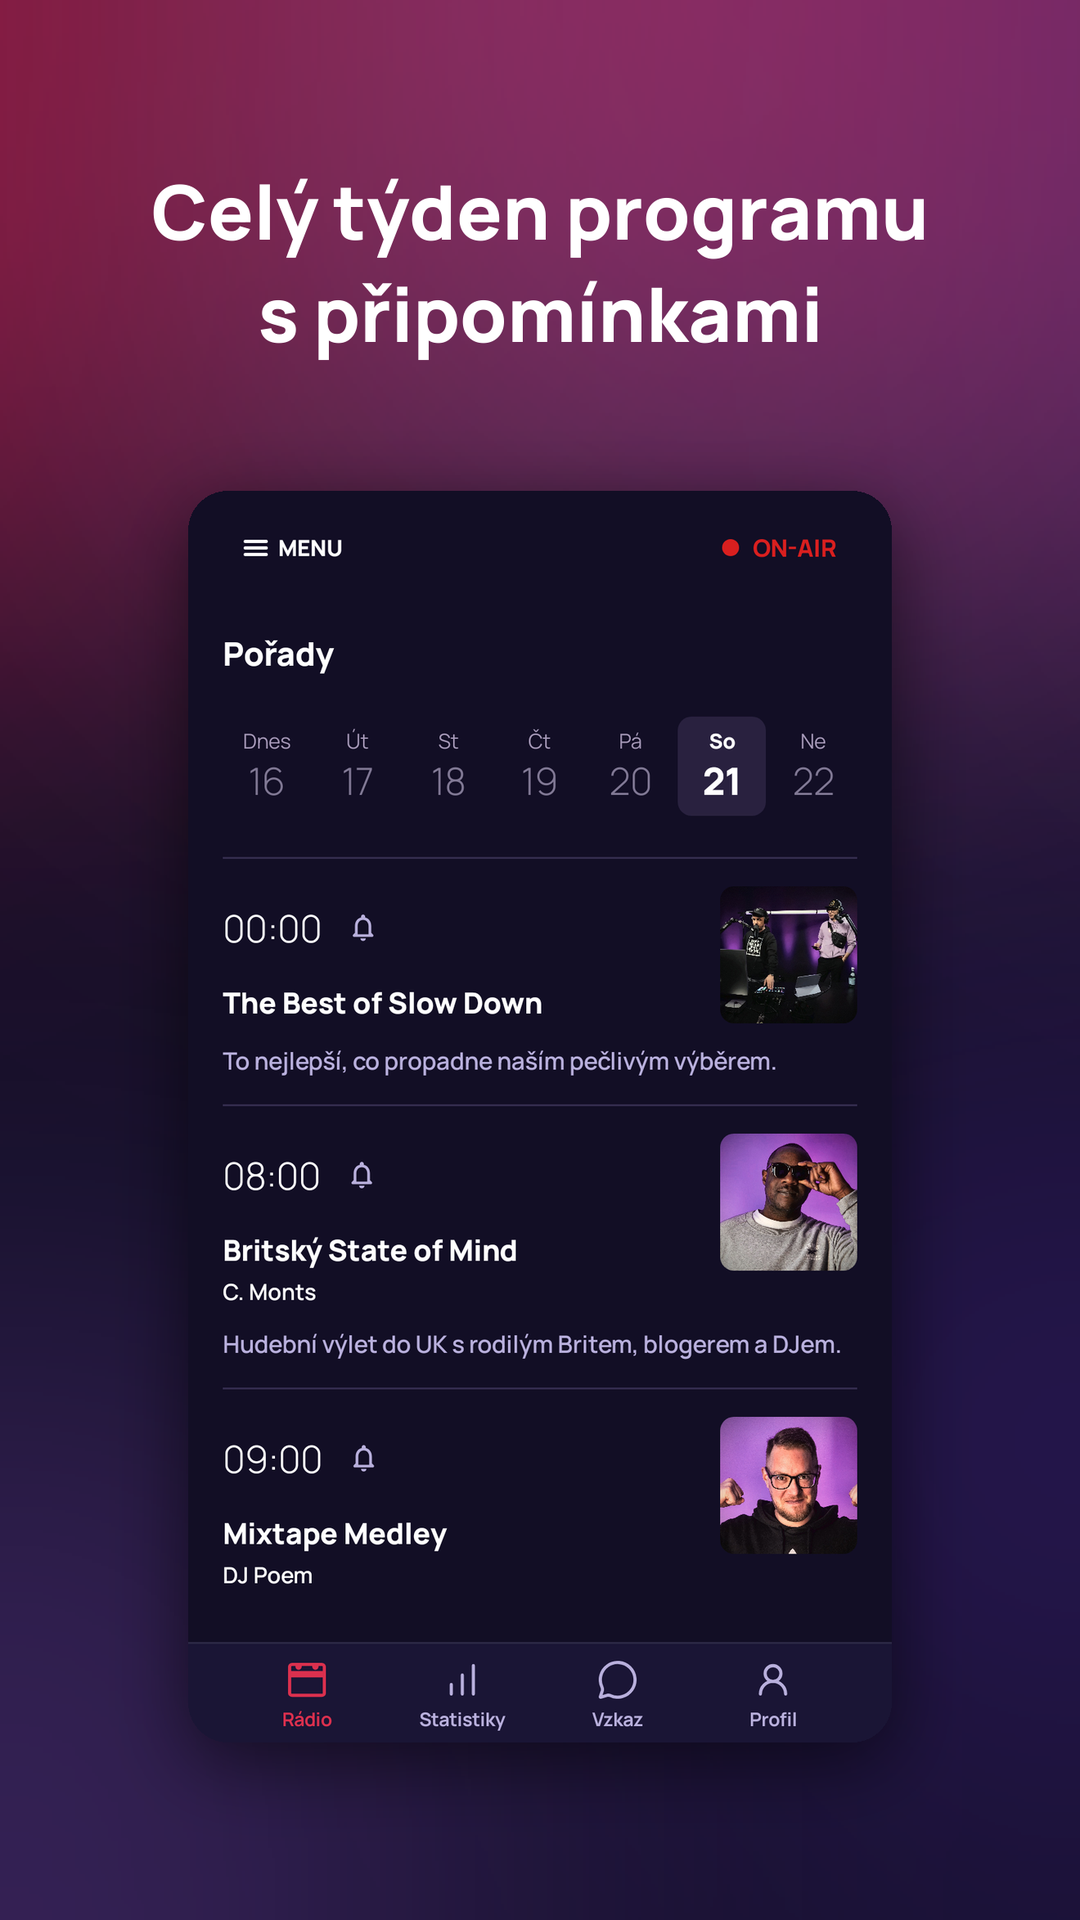 Celý týden programu
s připomínkami
MENU
ON-AIR
Pořady
Dnes Út St Čt Pá So Ne
16 17 18 19 20 21 22
00:00
The Best of Slow Down
To nejlepší, co propadne naším pečlivým výběrem.
08:00
Britský State of Mind
C. Monts
Hudební výlet do UK s rodilým Britem, blogerem a DJem.
09:00
Mixtape Medley
DJ Poem
Rádio Statistiky Vzkaz Profil